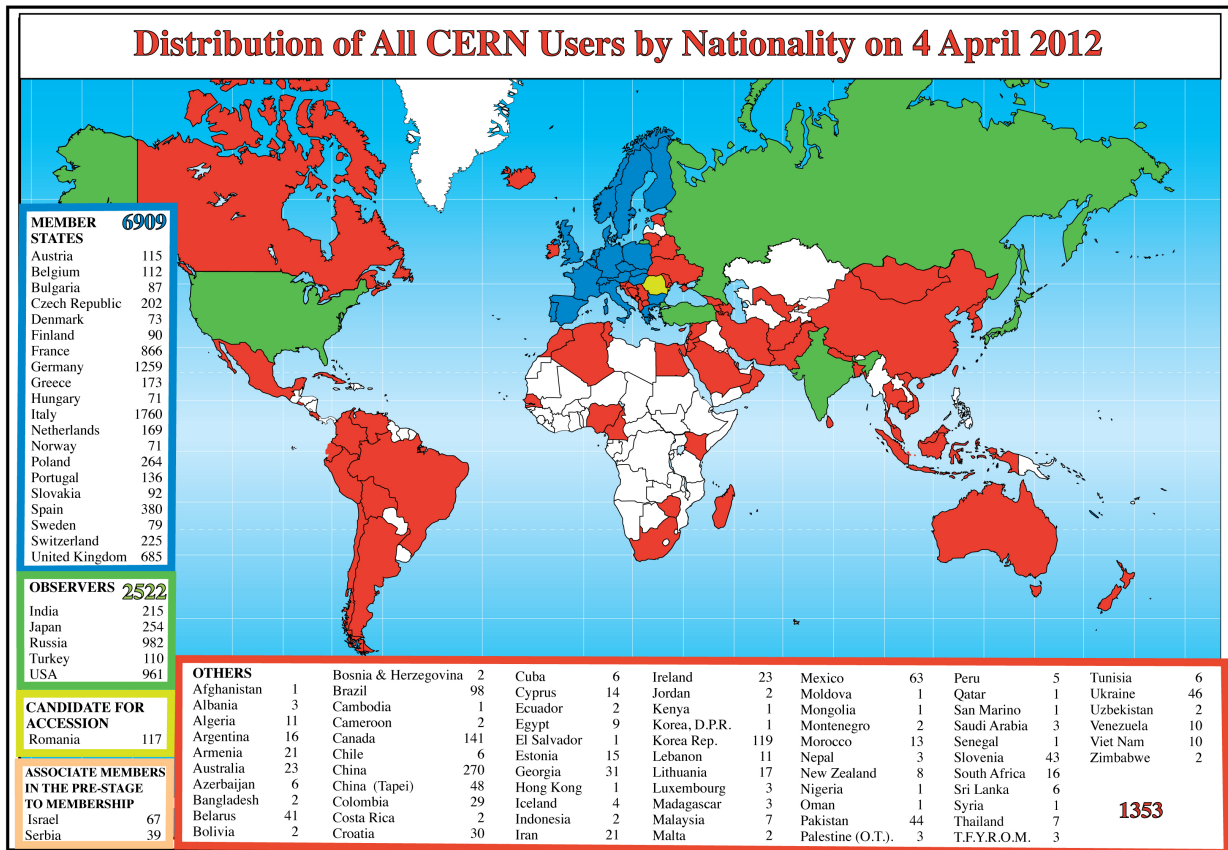 Distribution of All CERN Users by Nationality on 4 April 2012
MEMBER STATES 6909
Austria 115
Belgium 112
Bulgaria 87
Czech Republic 202
Denmark 73
Finland 90
France 866
Germany 1259
Greece 173
Hungary 71
Italy 1760
Netherlands 169
Norway 71
Poland 264
Portugal 136
Slovakia 92
Spain 380
Sweden 79
Switzerland 225
United Kingdom 685
OBSERVERS 2522
India 215
Japan 254
Russia 982
Turkey 110
USA 961
CANDIDATE FOR
ACCESSION
Romania 117
ASSOCIATE MEMBERS
IN THE PRE-STAGE
TO MEMBERSHIP
Israel 67
Serbia 39
OTHERS
Afghanistan 1
Albania 3
Algeria 11
Argentina 16
Armenia 21
Australia 23
Azerbaijan 6
Bangladesh 2
Belarus 41
Bolivia 2
Bosnia & Herzegovina 2
Brazil 98
Cambodia 1
Cameroon 2
Canada 141
Chile 6
China 270
China (Tapei) 48
Colombia 29
Costa Rica 2
Croatia 30
Cuba 6
Cyprus 14
Ecuador 2
Egypt 9
El Salvador 1
Estonia 15
Georgia 31
Hong Kong 1
Iceland 4
Indonesia 2
Iran 21
Ireland 23
Jordan 2
Kenya 1
Korea, D.P.R. 1
Korea Rep. 119
Lebanon 11
Lithuania 17
Luxembourg 3
Madagascar 3
Malaysia 7
Malta 2
Mexico 63
Moldova 1
Mongolia 1
Montenegro 2
Morocco 13
Nepal 3
New Zealand 8
Nigeria 1
Oman 1
Pakistan 44
Palestine (O.T.). 3
Peru 5
Qatar 1
San Marino 1
Saudi Arabia 3
Senegal 1
Slovenia 43
South Africa 16
Sri Lanka 6
Syria 1
Thailand 7
T.F.Y.R.O.M. 3
Tunisia 6
Ukraine 46
Uzbekistan 2
Venezuela 10
Viet Nam 10
Zimbabwe 2
1353